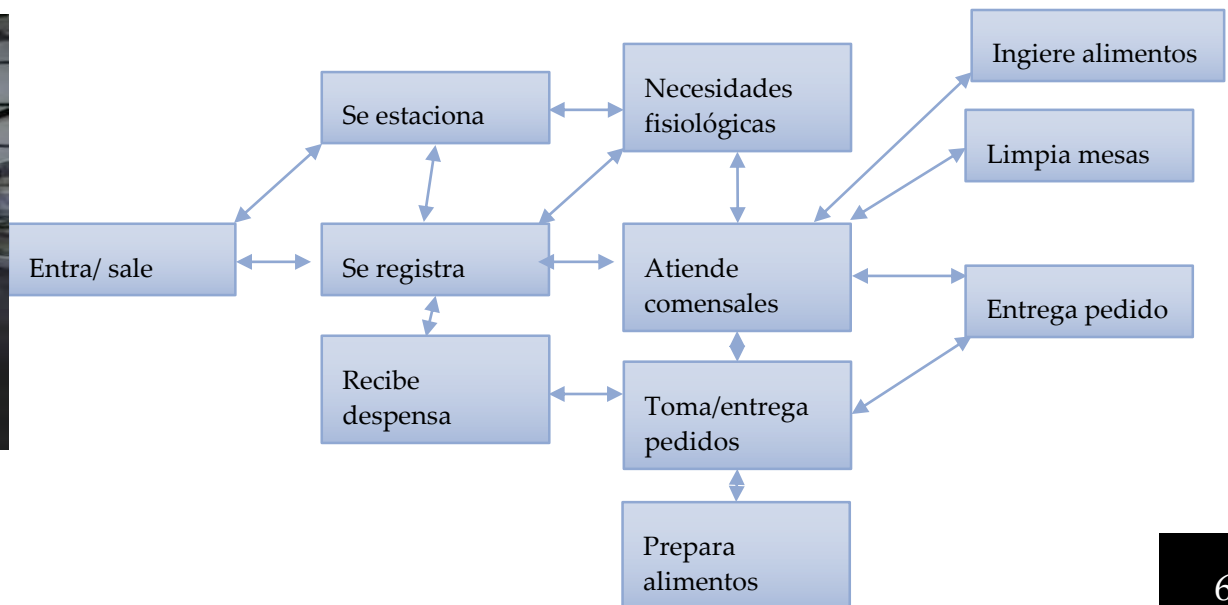 Ingiere alimentos
Necesidades
fisiológicas
Se estaciona
Limpia mesas
Entra/ sale
Se registra
Atiende
comensales
Entrega pedido
Recibe
despensa
Toma/entrega
pedidos
Prepara
alimentos
6